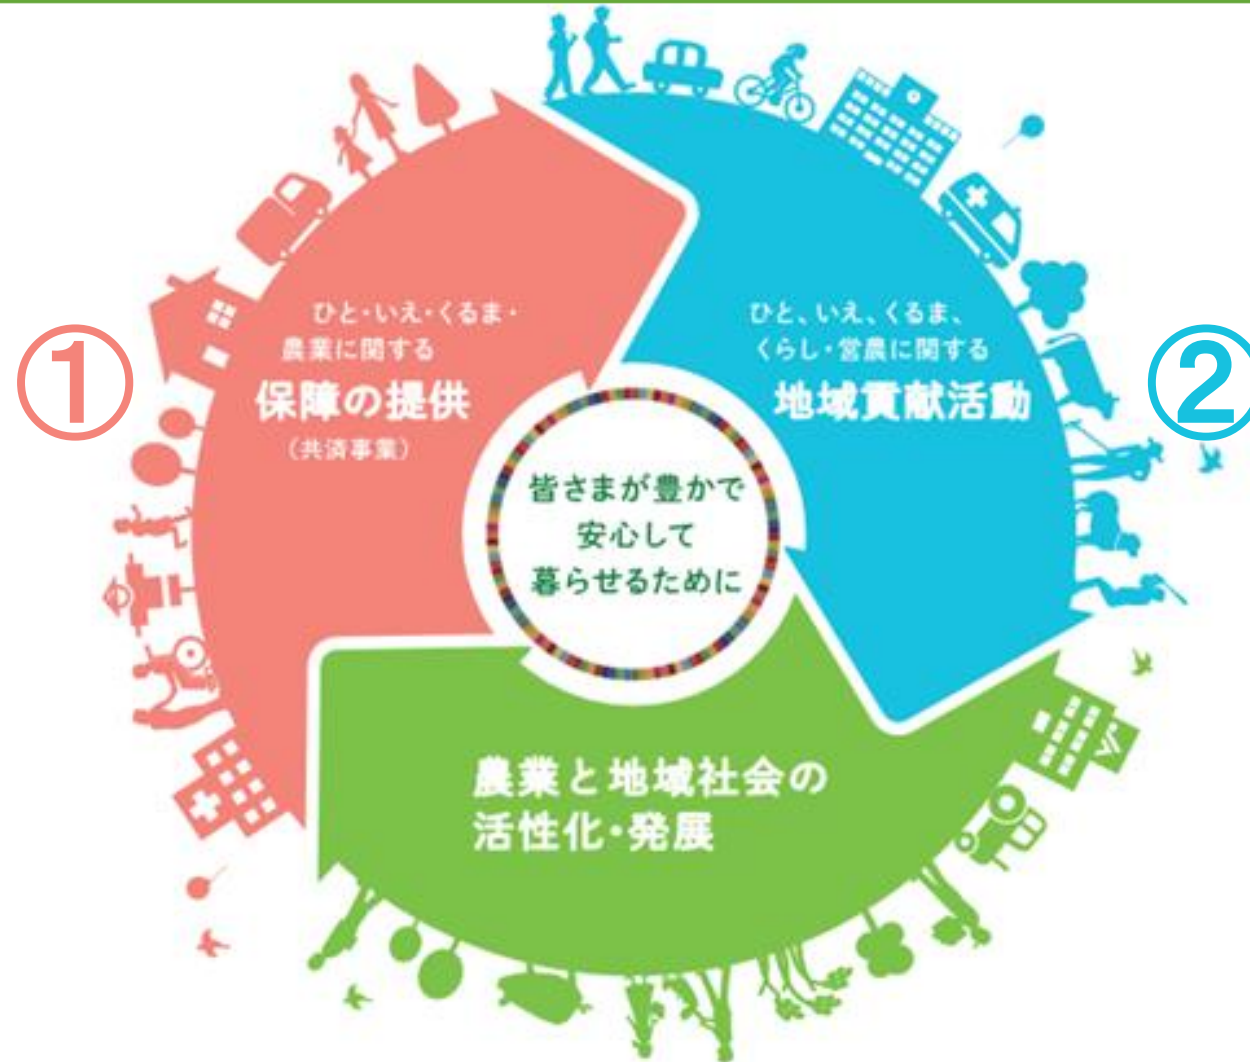 ①
ひと・いえ・くるま・
農業に関する
保障の提供
（共済事業）
ひと、いえ、くるま、
くらし・営農に関する
地域貢献活動
②
皆さまが豊かで
安心して
暮らせるために
農業と地域社会の
活性化・発展